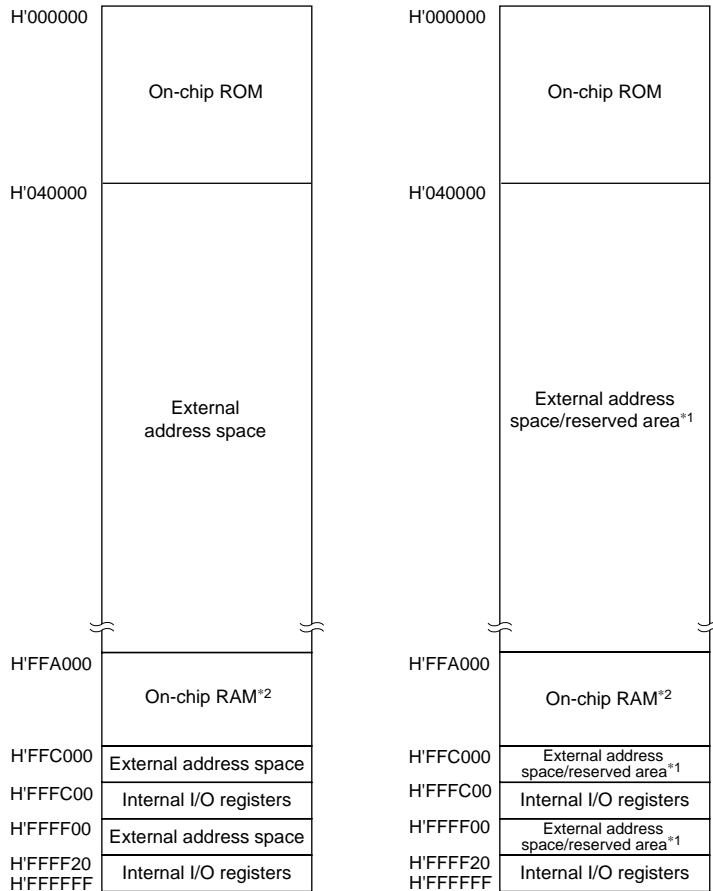 H'000000
On-chip ROM
H'040000
External
address space
H'FFA000
On-chip RAM*2
H'FFC000
External address space
H'FFFC00
Internal I/O registers
H'FFFF00
External address space
H'FFFF20
Internal I/O registers
H'FFFFFF
H'000000
On-chip ROM
H'040000
External address
space/reserved area*1
H'FFA000
On-chip RAM*2
H'FFC000
External address
space/reserved area*1
H'FFFC00
Internal I/O registers
H'FFFF00
External address
space/reserved area*1
H'FFFF20
Internal I/O registers
H'FFFFFF